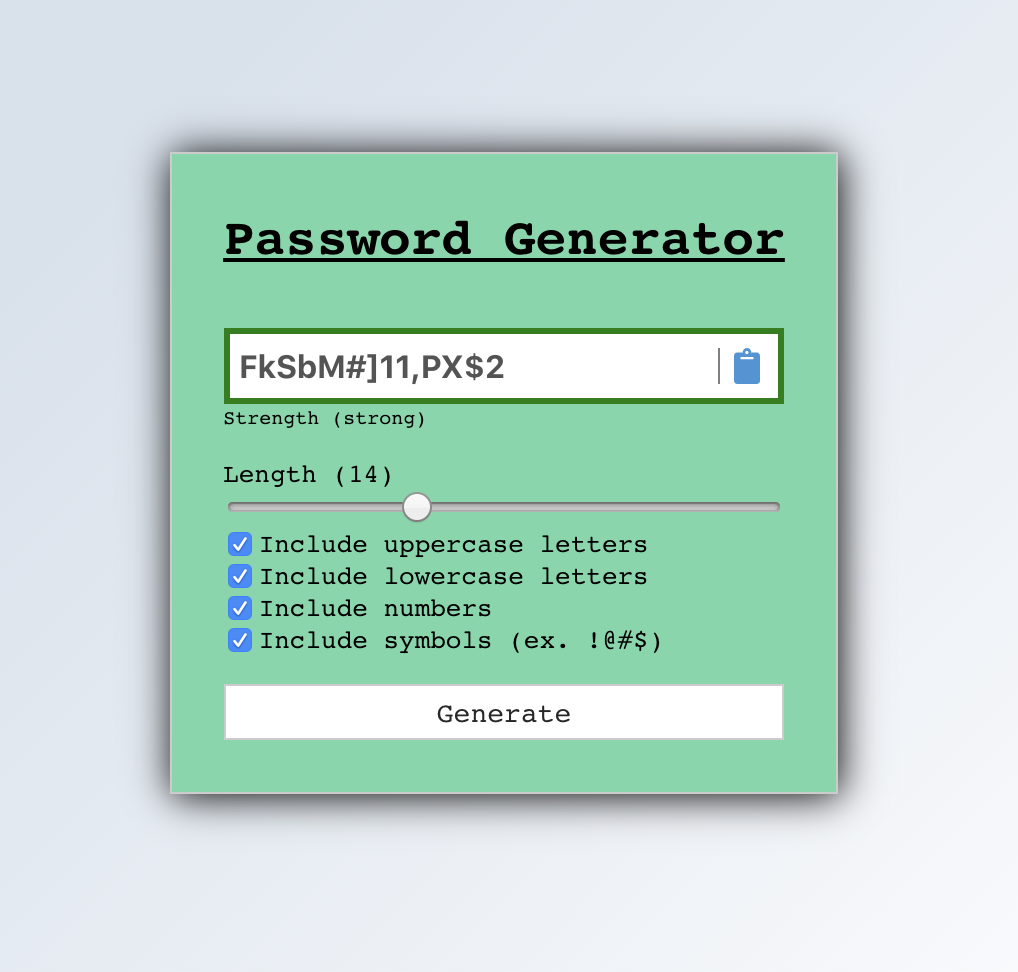 Password Generator
FkSbM#]11,PX$2
Strength (strong)
Length (14)
Include uppercase letters
Include lowercase letters
Include numbers
Include symbols (ex. !@#$)
Generate